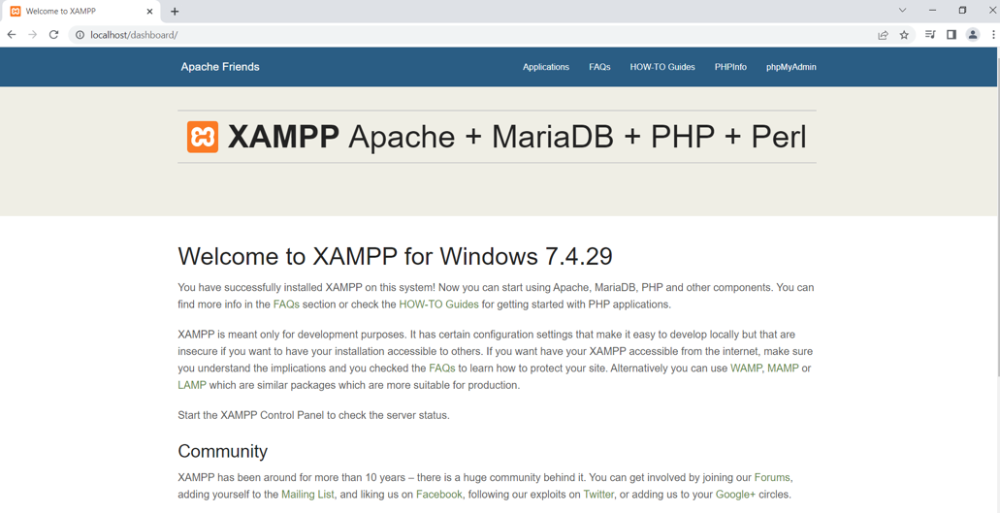 Welcome to XAMPP
localhost/dashboard/
Apache Friends
Applications FAQs HOW-TO Guides PHPInfo phpMyAdmin
XAMPP Apache + MariaDB + PHP + Perl
Welcome to XAMPP for Windows 7.4.29
You have successfully installed XAMPP on this system! Now you can start using Apache, MariaDB, PHP and other components. You can
find more info in the FAQs section or check the HOW-TO Guides for getting started with PHP applications.
XAMPP is meant only for development purposes. It has certain configuration settings that make it easy to develop locally but that are
insecure if you want to have your installation accessible to others. If you want have your XAMPP accessible from the internet, make sure
you understand the implications and you checked the FAQs to learn how to protect your site. Alternatively you can use WAMP, MAMP or
LAMP which are similar packages which are more suitable for production.
Start the XAMPP Control Panel to check the server status.
Community
XAMPP has been around for more than 10 years – there is a huge community behind it. You can get involved by joining our Forums,
adding yourself to the Mailing List, and liking us on Facebook, following our exploits on Twitter, or adding us to your Google+ circles.